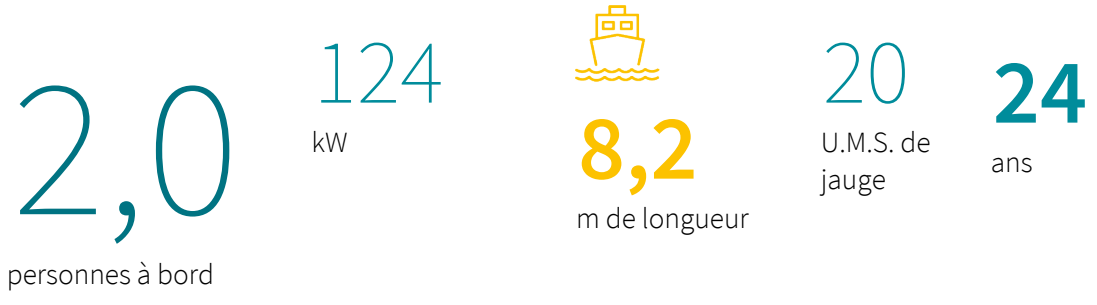 2,0
personnes à bord
124
kW
8,2
m de longueur
20
U.M.S. de
jauge
24
ans